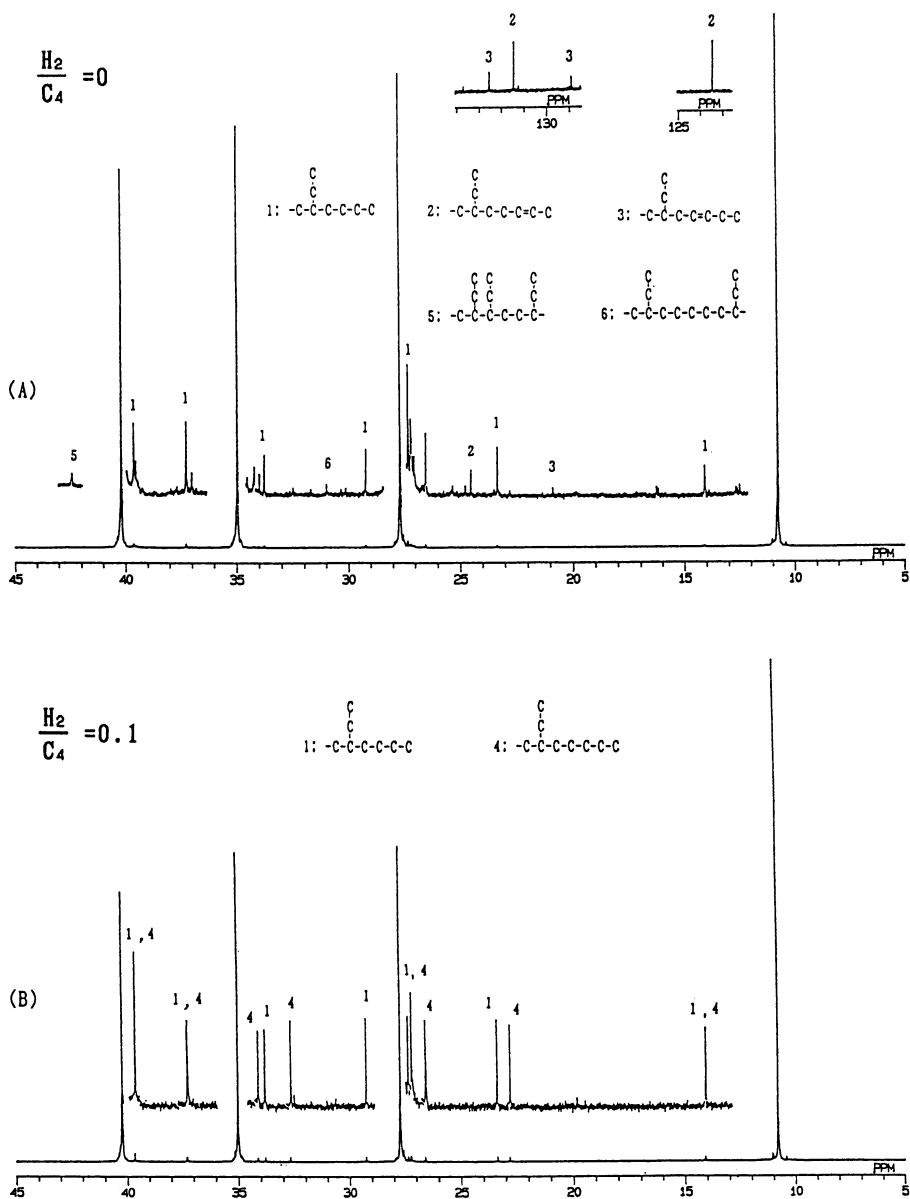 H2/C4 =0
2
3
3
2
PPM
130
PPM
125
C
C
1: -C-C-C-C-C-C
C
C
2: -C-C-C-C-C=C-C
C
C
3: -C-C-C-C=C-C-C
C C C
C C C
5: -C-C-C-C-C-C-
C C
C C
6: -C-C-C-C-C-C-C-C-
(A)
5
1
1
1
6
1
1
2
1
3
1
PPM
45 40 35 30 25 20 15 10 5
H2/C4 =0.1
C
C
1: -C-C-C-C-C-C
C
C
4: -C-C-C-C-C-C-C-C
(B)
1,4
1,4
4
1
4
1
1,4
4
1
4
1,4
PPM
45 40 35 30 25 20 15 10 5